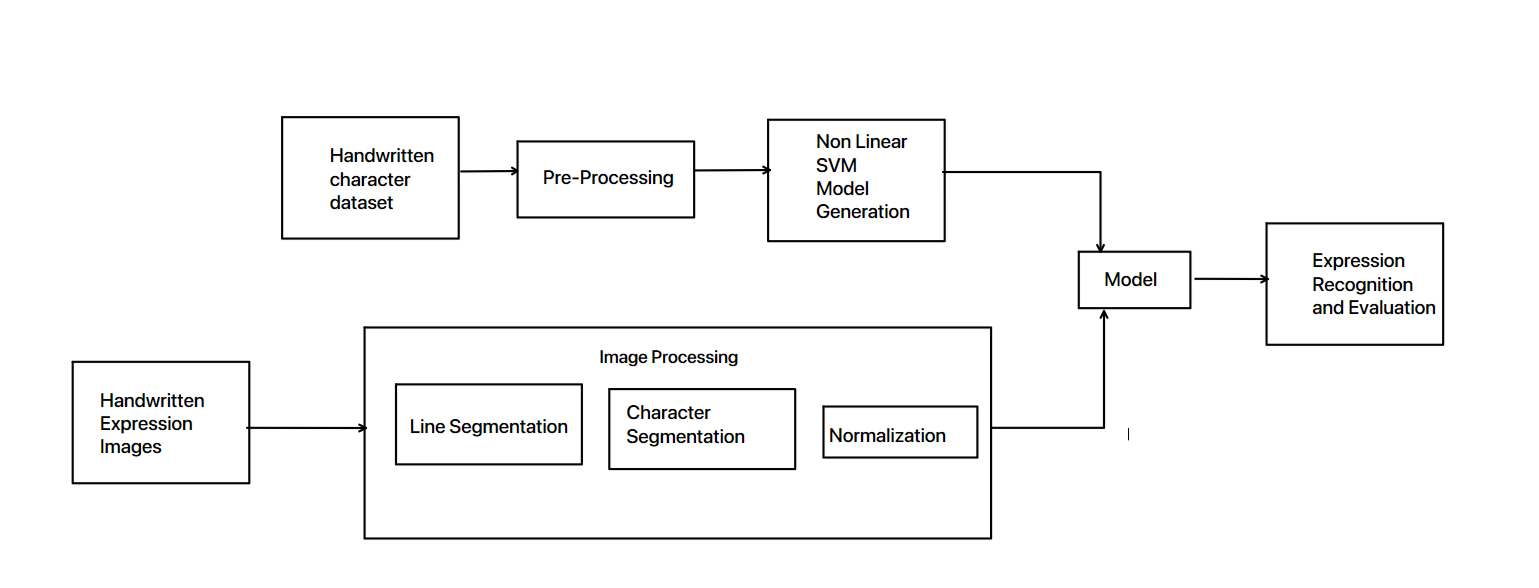 Handwritten
character
dataset
Pre-Processing
Non Linear
SVM
Model
Generation
Model
Expression
Recognition
and Evaluation
Handwritten
Expression
Images
Image Processing
Line Segmentation
Character
Segmentation
Normalization